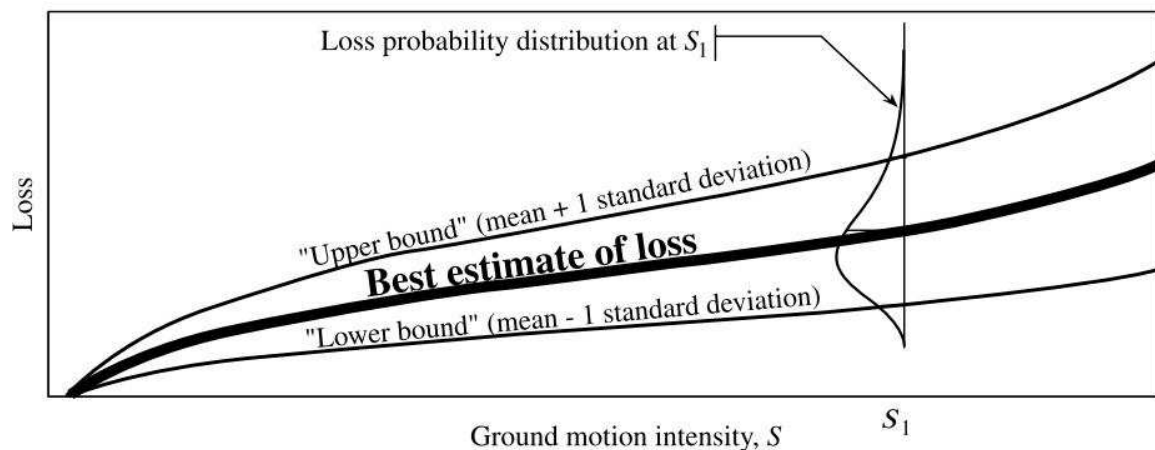 Loss probability distribution at S₁
Loss
"Upper bound" (mean + 1 standard deviation)
Best estimate of loss
"Lower bound" (mean - 1 standard deviation)
s₁
Ground motion intensity, S